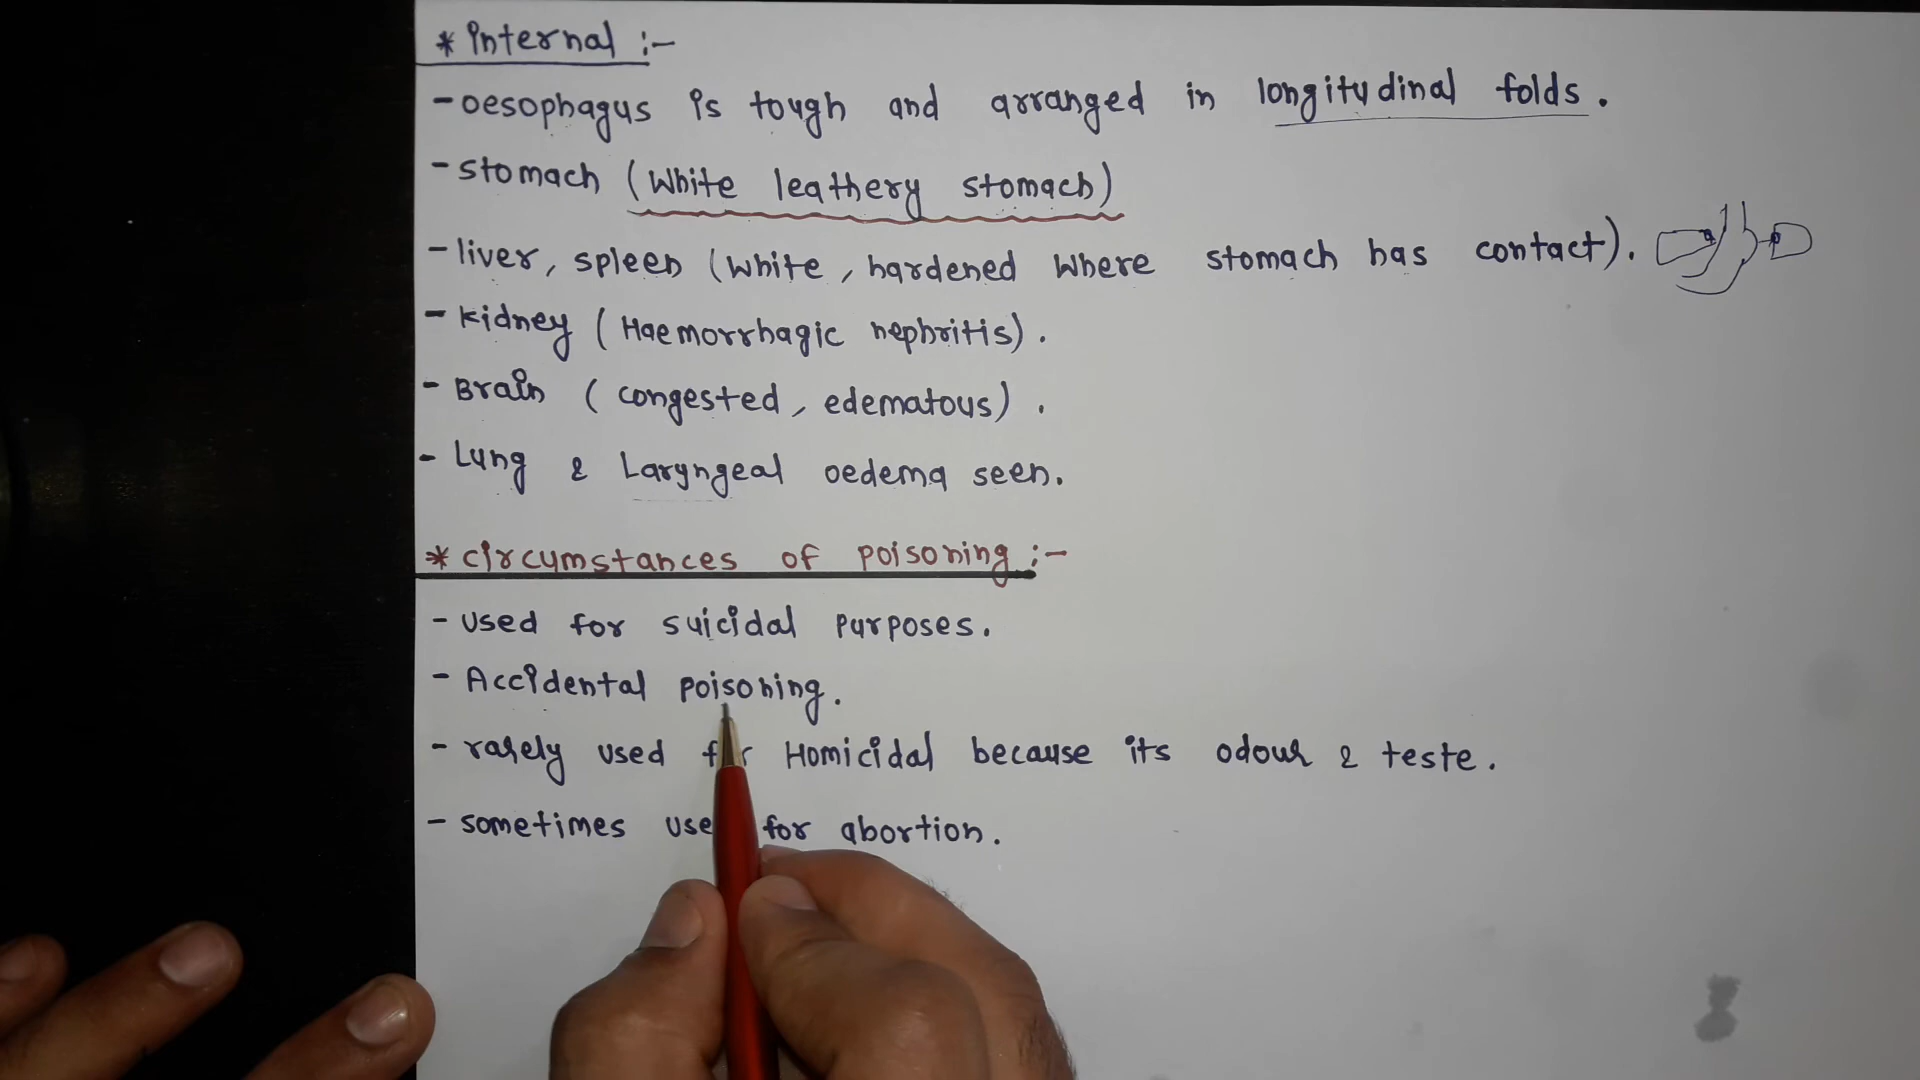 * Internal :-
- oesophagus is tough and arranged in longitudinal folds.
- stomach (White leathery stomach)
- liver, spleen (White, hardened where stomach has contact).
- Kidney (Haemorrhagic nephritis).
- Brain (congested, edematous).
- Lung & Laryngeal oedema seen.
* circumstances of poisoning :-
- used for suicidal purposes.
- Accidental poisoning.
- rarely used for Homicidal because its odour & teste.
- sometimes use for abortion.